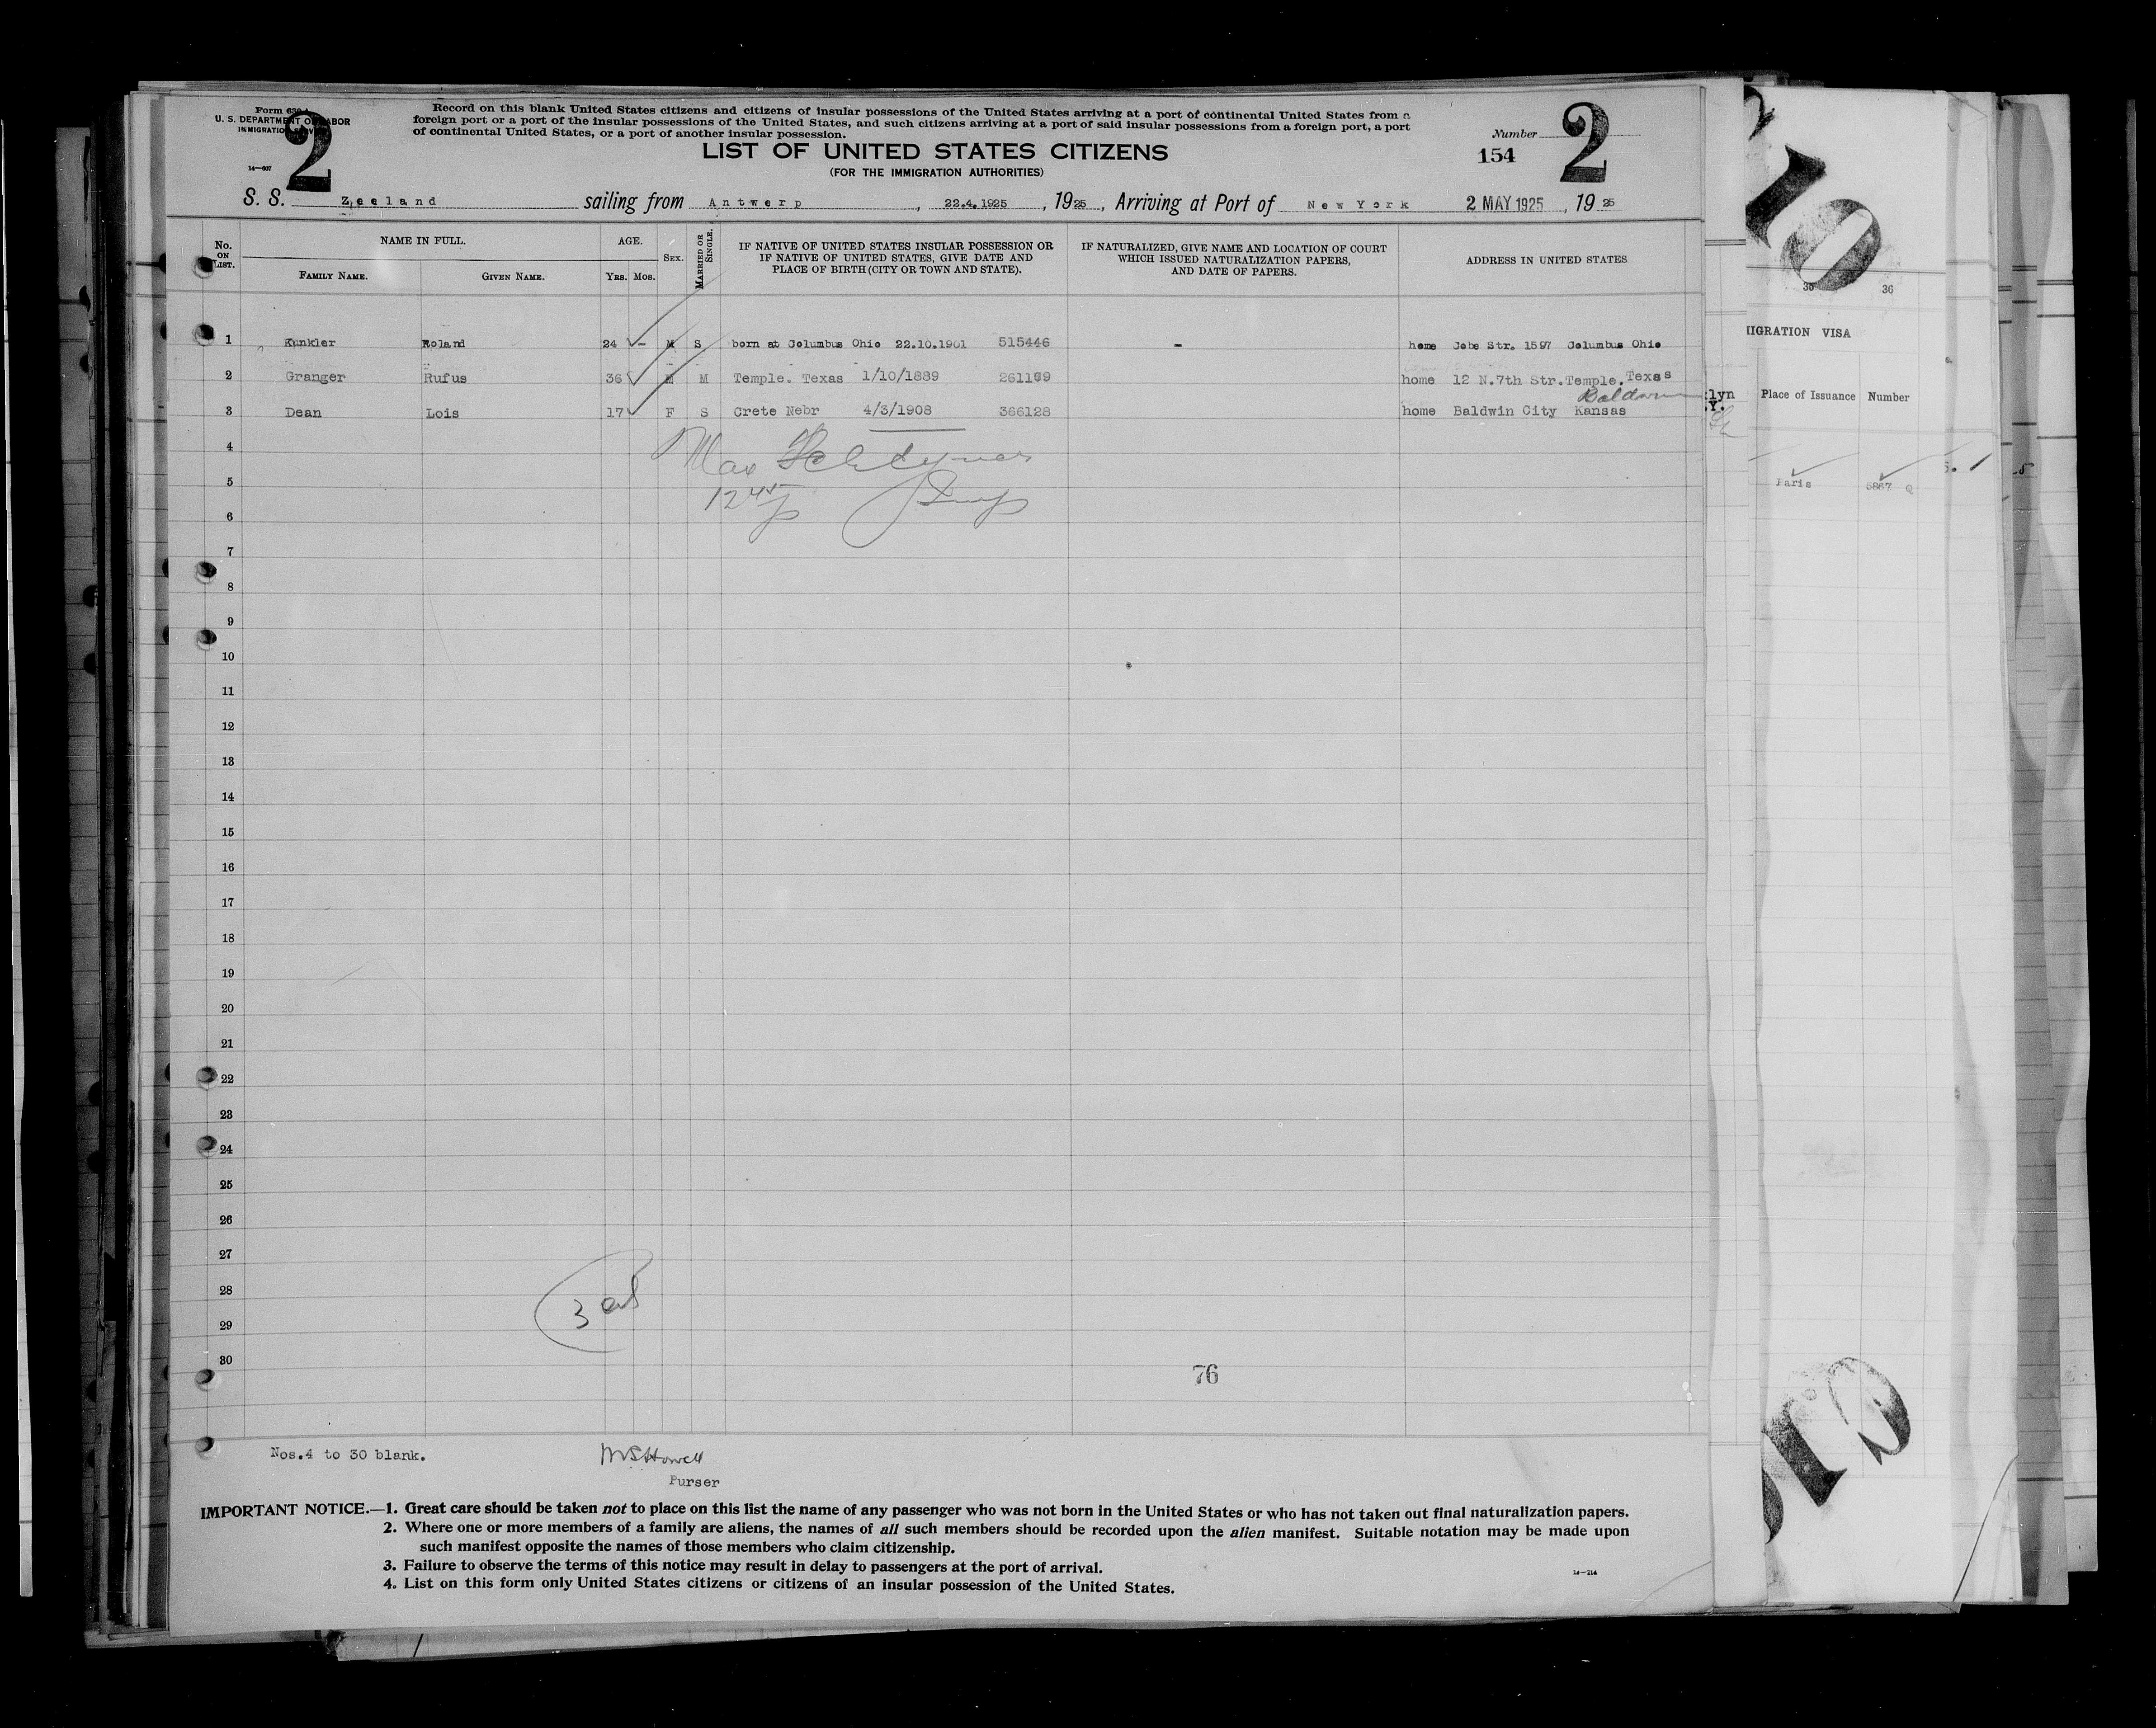 Form 630
U. S. DEPARTMENT OF LABOR
IMMIGRATION SERVICE
14—607
2
Record on this blank United States citizens and citizens of insular possessions of the United States arriving at a port of continental United States from a
foreign port or a port of the insular possessions of the United States, and such citizens arriving at a port of said insular possessions from a foreign port, a port
of continental United States, or a port of another insular possession.
LIST OF UNITED STATES CITIZENS
(FOR THE IMMIGRATION AUTHORITIES)
Number
154
2
S. S. Zeeland sailing from Antwerp, 22.4.1925, 1925, Arriving at Port of New York 2 MAY 1925, 1925
No. ON LIST. NAME IN FULL. AGE. SEX. MARRIED OR SINGLE. IF NATIVE OF UNITED STATES INSULAR POSSESSION OR IF NATIVE OF UNITED STATES, GIVE DATE AND PLACE OF BIRTH (CITY OR TOWN AND STATE). IF NATURALIZED, GIVE NAME AND LOCATION OF COURT WHICH ISSUED NATURALIZATION PAPERS, AND DATE OF PAPERS. ADDRESS IN UNITED STATES
FAMILY NAME. GIVEN NAME. YRS. MOS.
1 Kunkler Roland 24 - M S born at Columbus Ohio 22.10.1901 515446 - home Str. 1597 Columbus Ohio
2 Granger Rufus 36 M M Temple. Texas 1/10/1889 261199 home 12 N.7th Str.Temple.Texas
Baldwin
3 Dean Lois 17 F S Crete Nebr 4/3/1908 366128 home Baldwin City Kansas
4
Max
5
6
7
8
9
10
11
12
13
14
15
16
17
18
19
20
21
22
23
24
25
26
27
28
3
29
30
76
Nos.4 to 30 blank.
Howell
Purser
IMPORTANT NOTICE.—1. Great care should be taken not to place on this list the name of any passenger who was not born in the United States or who has not taken out final naturalization papers.
2. Where one or more members of a family are aliens, the names of all such members should be recorded upon the alien manifest. Suitable notation may be made upon
such manifest opposite the names of those members who claim citizenship.
3. Failure to observe the terms of this notice may result in delay to passengers at the port of arrival.
4. List on this form only United States citizens or citizens of an insular possession of the United States.
14—214
10
36
IGRATION VISA
lyn
.Y.
Place of Issuance Number
Paris 5867
10